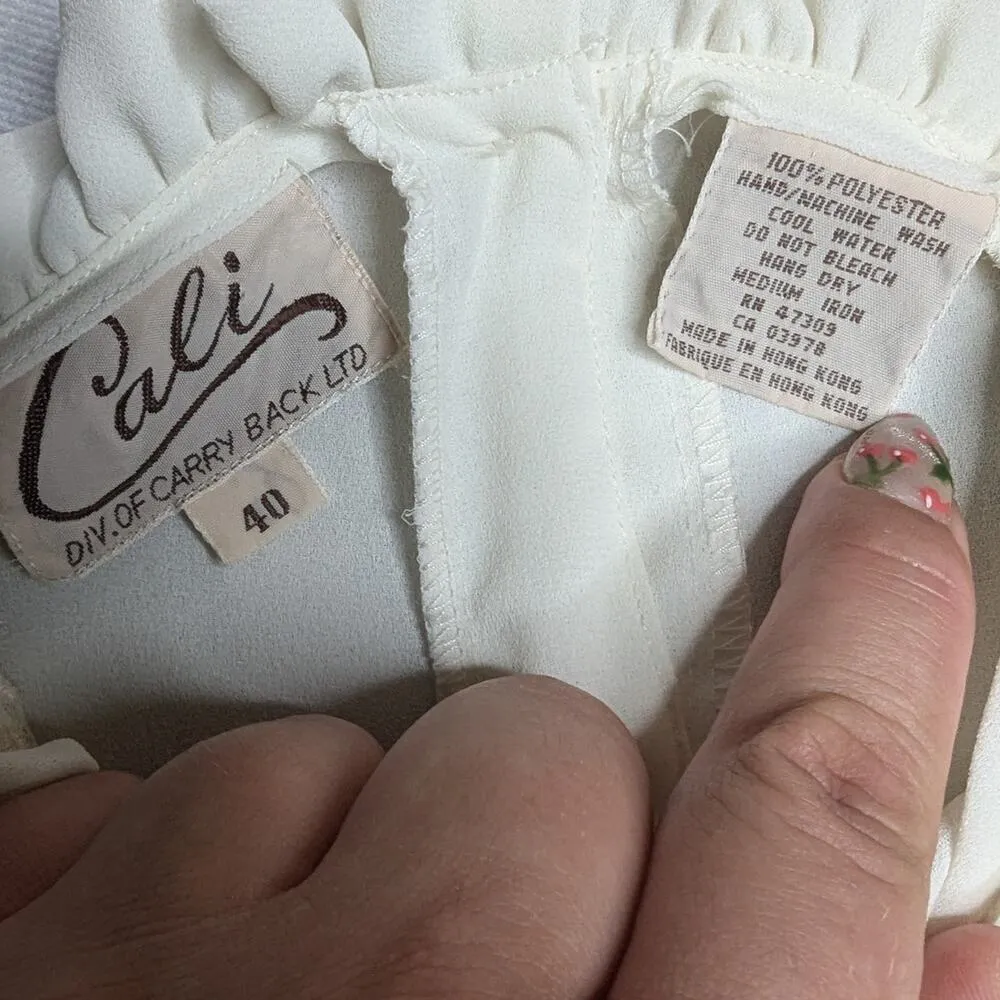 Cali
DIV. OF CARRY BACK LTD
40
100% POLYESTER
HAND/MACHINE WASH
COOL WATER
DO NOT BLEACH
HANG DRY
MEDIUM IRON
RN 47309
CA 03978
MADE IN HONG KONG
FABRIQUE EN HONG KONG